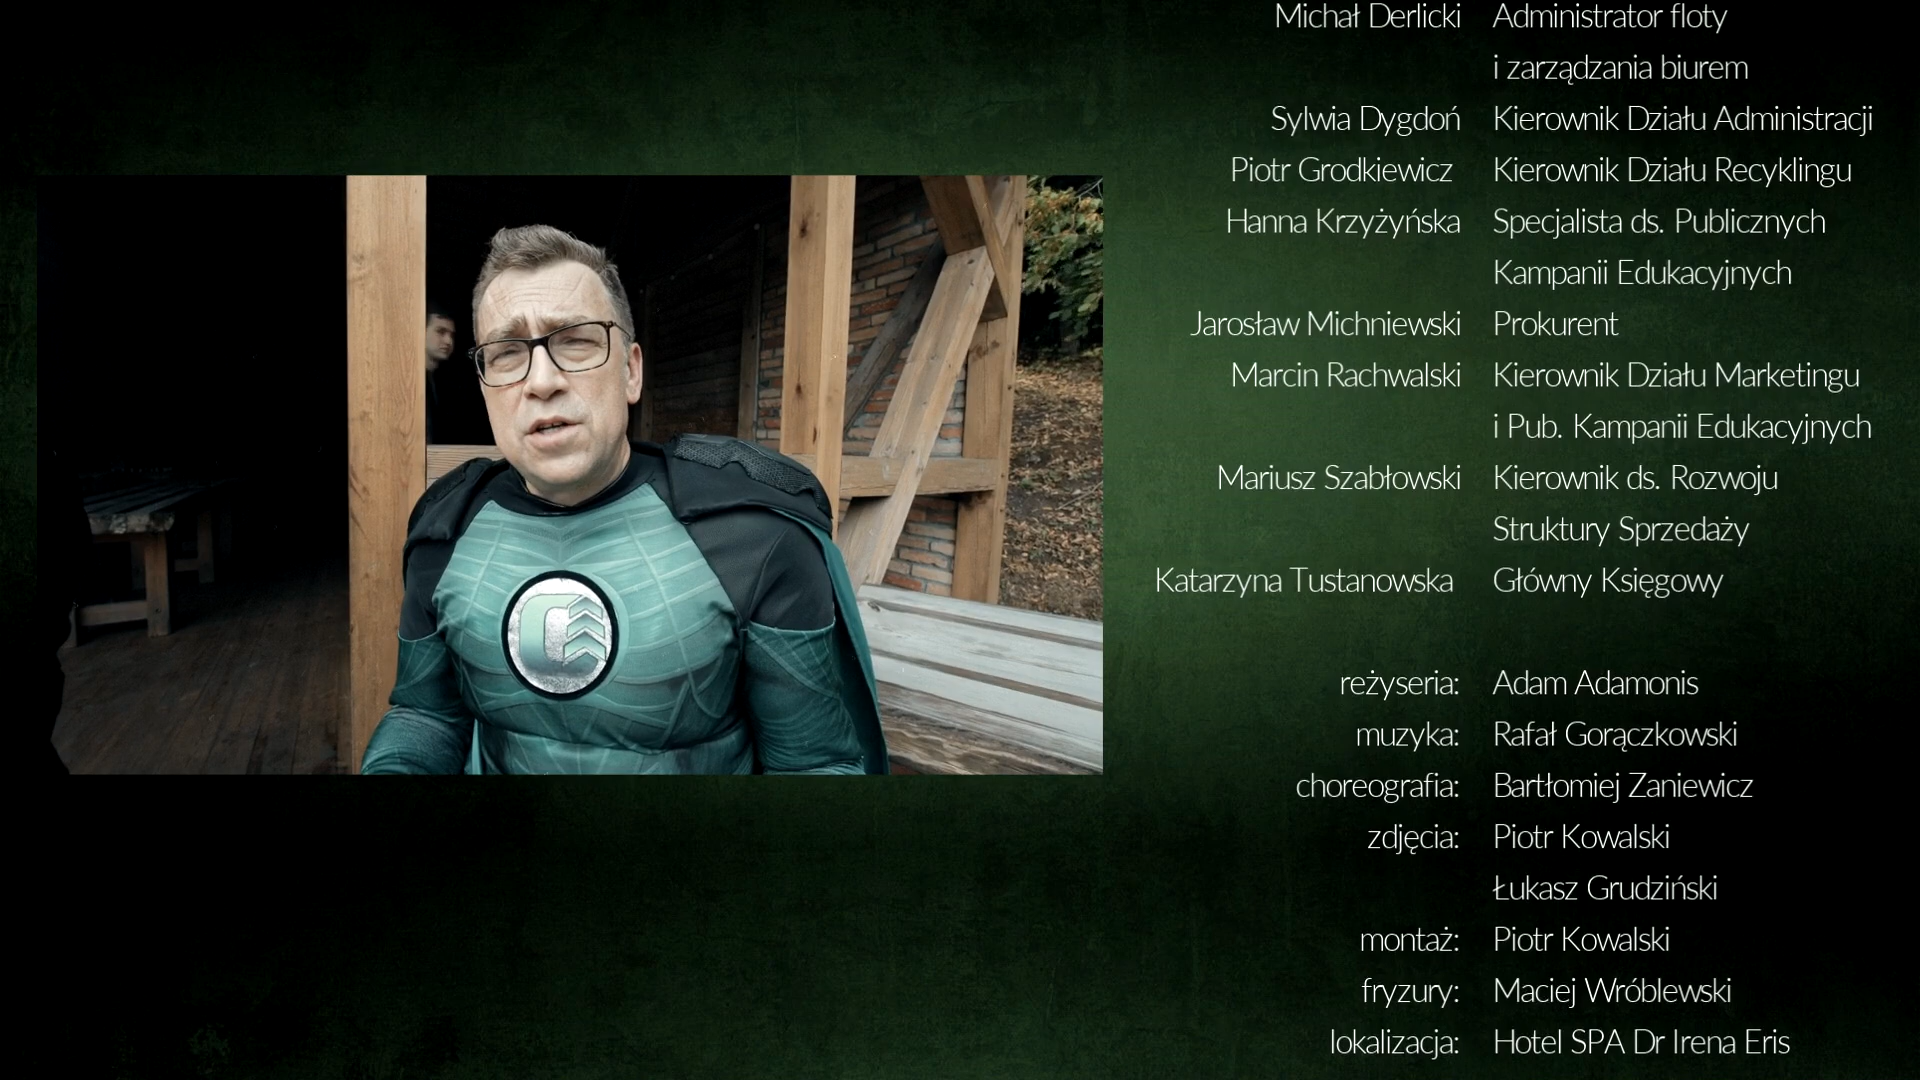 Michał Derlicki Administrator floty
i zarządzania biurem
Sylwia Dygdoń Kierownik Działu Administracji
Piotr Grodkiewicz Kierownik Działu Recyklingu
Hanna Krzyżyńska Specjalista ds. Publicznych
Kampanii Edukacyjnych
Jarosław Michniewski Prokurent
Marcin Rachwalski Kierownik Działu Marketingu
i Pub. Kampanii Edukacyjnych
Mariusz Szabłowski Kierownik ds. Rozwoju
Struktury Sprzedaży
Katarzyna Tustanowska Główny Księgowy
reżyseria: Adam Adamonis
muzyka: Rafał Gorączkowski
choreografia: Bartłomiej Zaniewicz
zdjęcia: Piotr Kowalski
Łukasz Grudziński
montaż: Piotr Kowalski
fryzury: Maciej Wróblewski
lokalizacja: Hotel SPA Dr Irena Eris